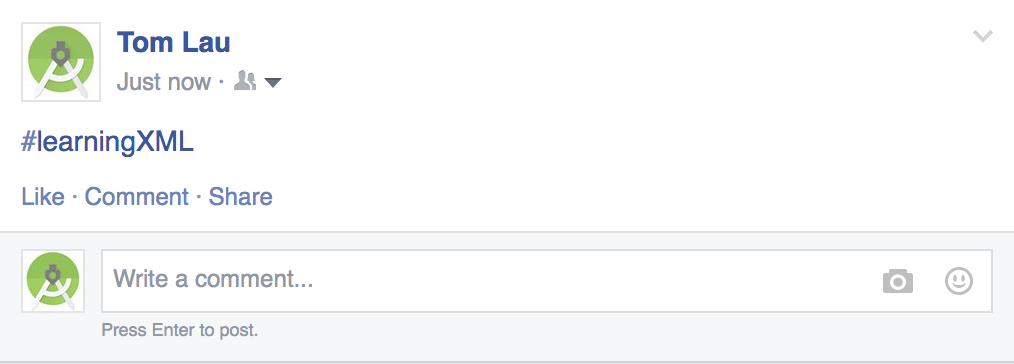 Tom Lau
Just now ·
#learningXML
Like · Comment · Share
Write a comment...
Press Enter to post.